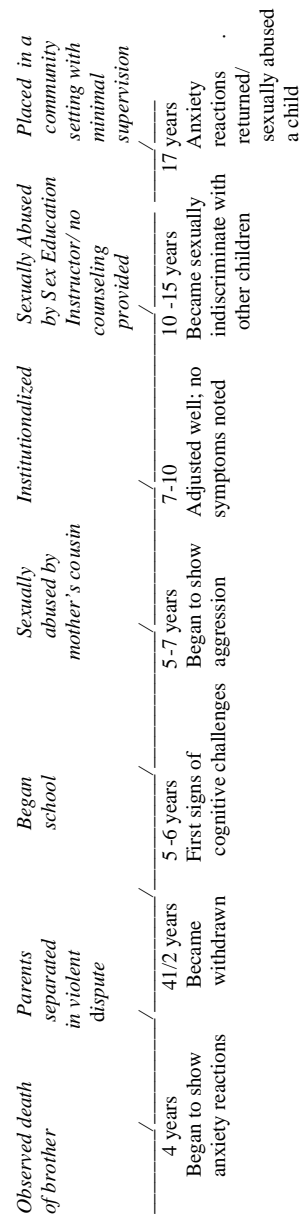 Observed death
of brother
4 years
Began to show
anxiety reactions
Parents
separated
in violent
dispute
41/2 years
Became
withdrawn
Began
school
5 -6 years
First signs of
cognitive challenges
Sexually
abused by
mother's cousin
5 -7 years
Began to show
aggression
Institutionalized
7-10
Adjusted well; no
symptoms noted
Sexually Abused
by Sex Education
Instructor/ no
counseling
provided
10 -15 years
Became sexually
indiscriminate with
other children
Placed in a
community
setting with
minimal
supervision
17 years
Anxiety
reactions
returned/
sexually abused
a child
.